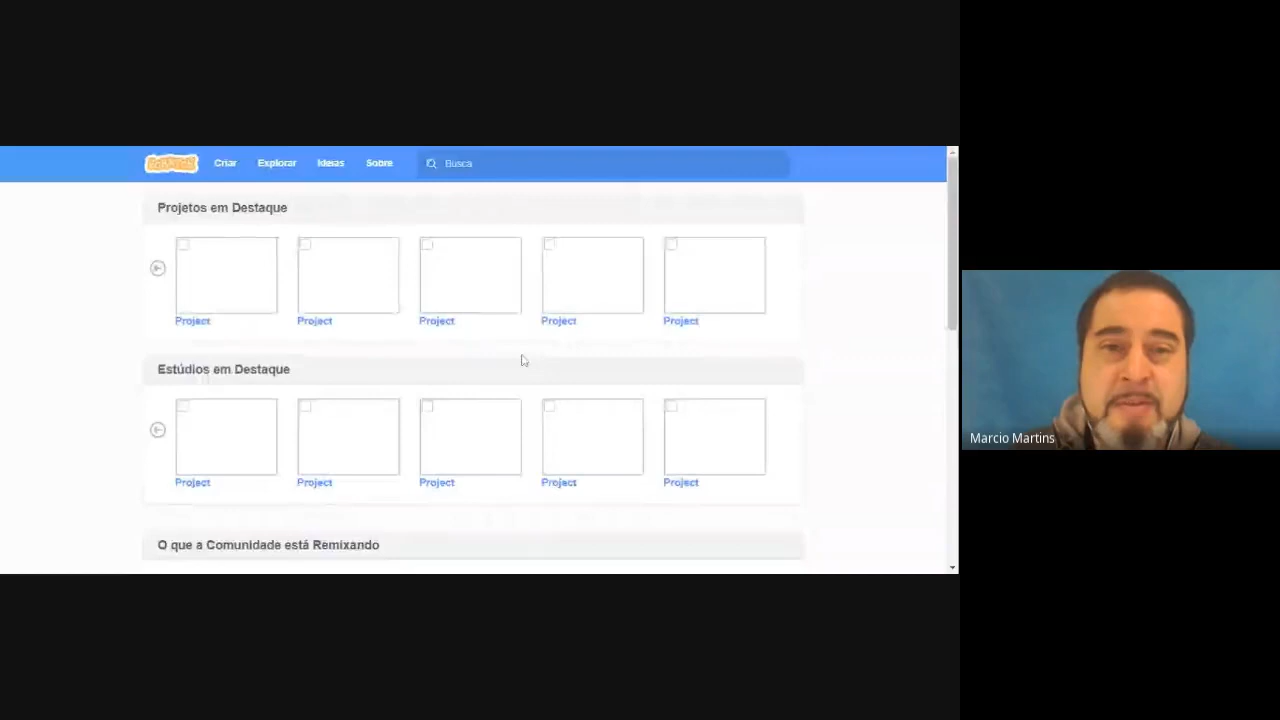 SCRATCH Criar Explorar Ideias Sobre Busca
Projetos em Destaque
Project Project Project Project Project
Estúdios em Destaque
Project Project Project Project Project
O que a Comunidade está Remixando
Marcio Martins